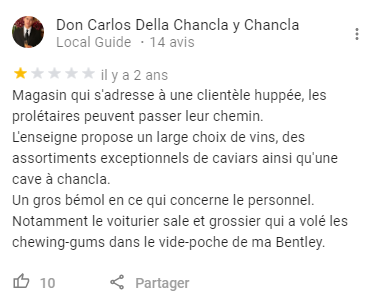 Don Carlos Della Chancla y Chancla
Local Guide · 14 avis
il y a 2 ans
Magasin qui s'adresse à une clientèle huppée, les
prolétaires peuvent passer leur chemin.
L'enseigne propose un large choix de vins, des
assortiments exceptionnels de caviars ainsi qu'une
cave à chancla.
Un gros bémol en ce qui concerne le personnel.
Notamment le voiturier sale et grossier qui a volé les
chewing-gums dans le vide-poche de ma Bentley.
10 Partager